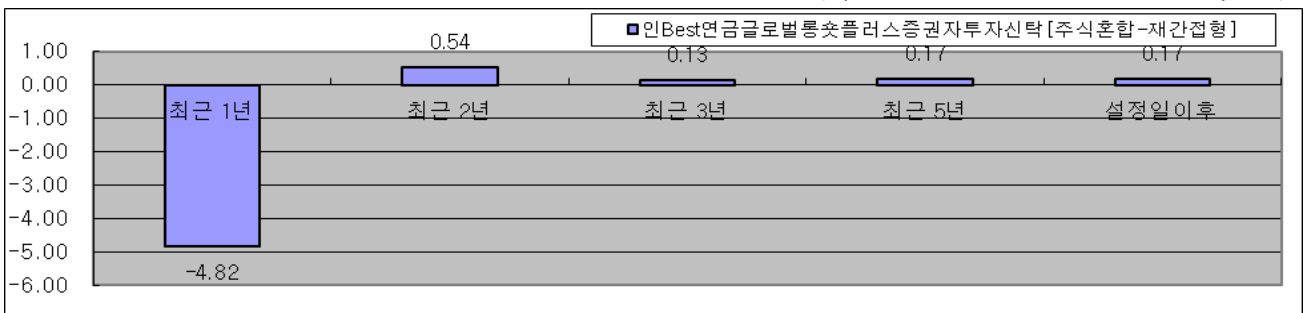 인Best연금글로벌롱숏플러스증권자투자신탁[주식혼합-재간접형]
1.00
0.00
-1.00
-2.00
-3.00
-4.00
-5.00
-6.00
0.54
0.13
0.17
0.17
-4.82
최근 1년
최근 2년
최근 3년
최근 5년
설정일이후